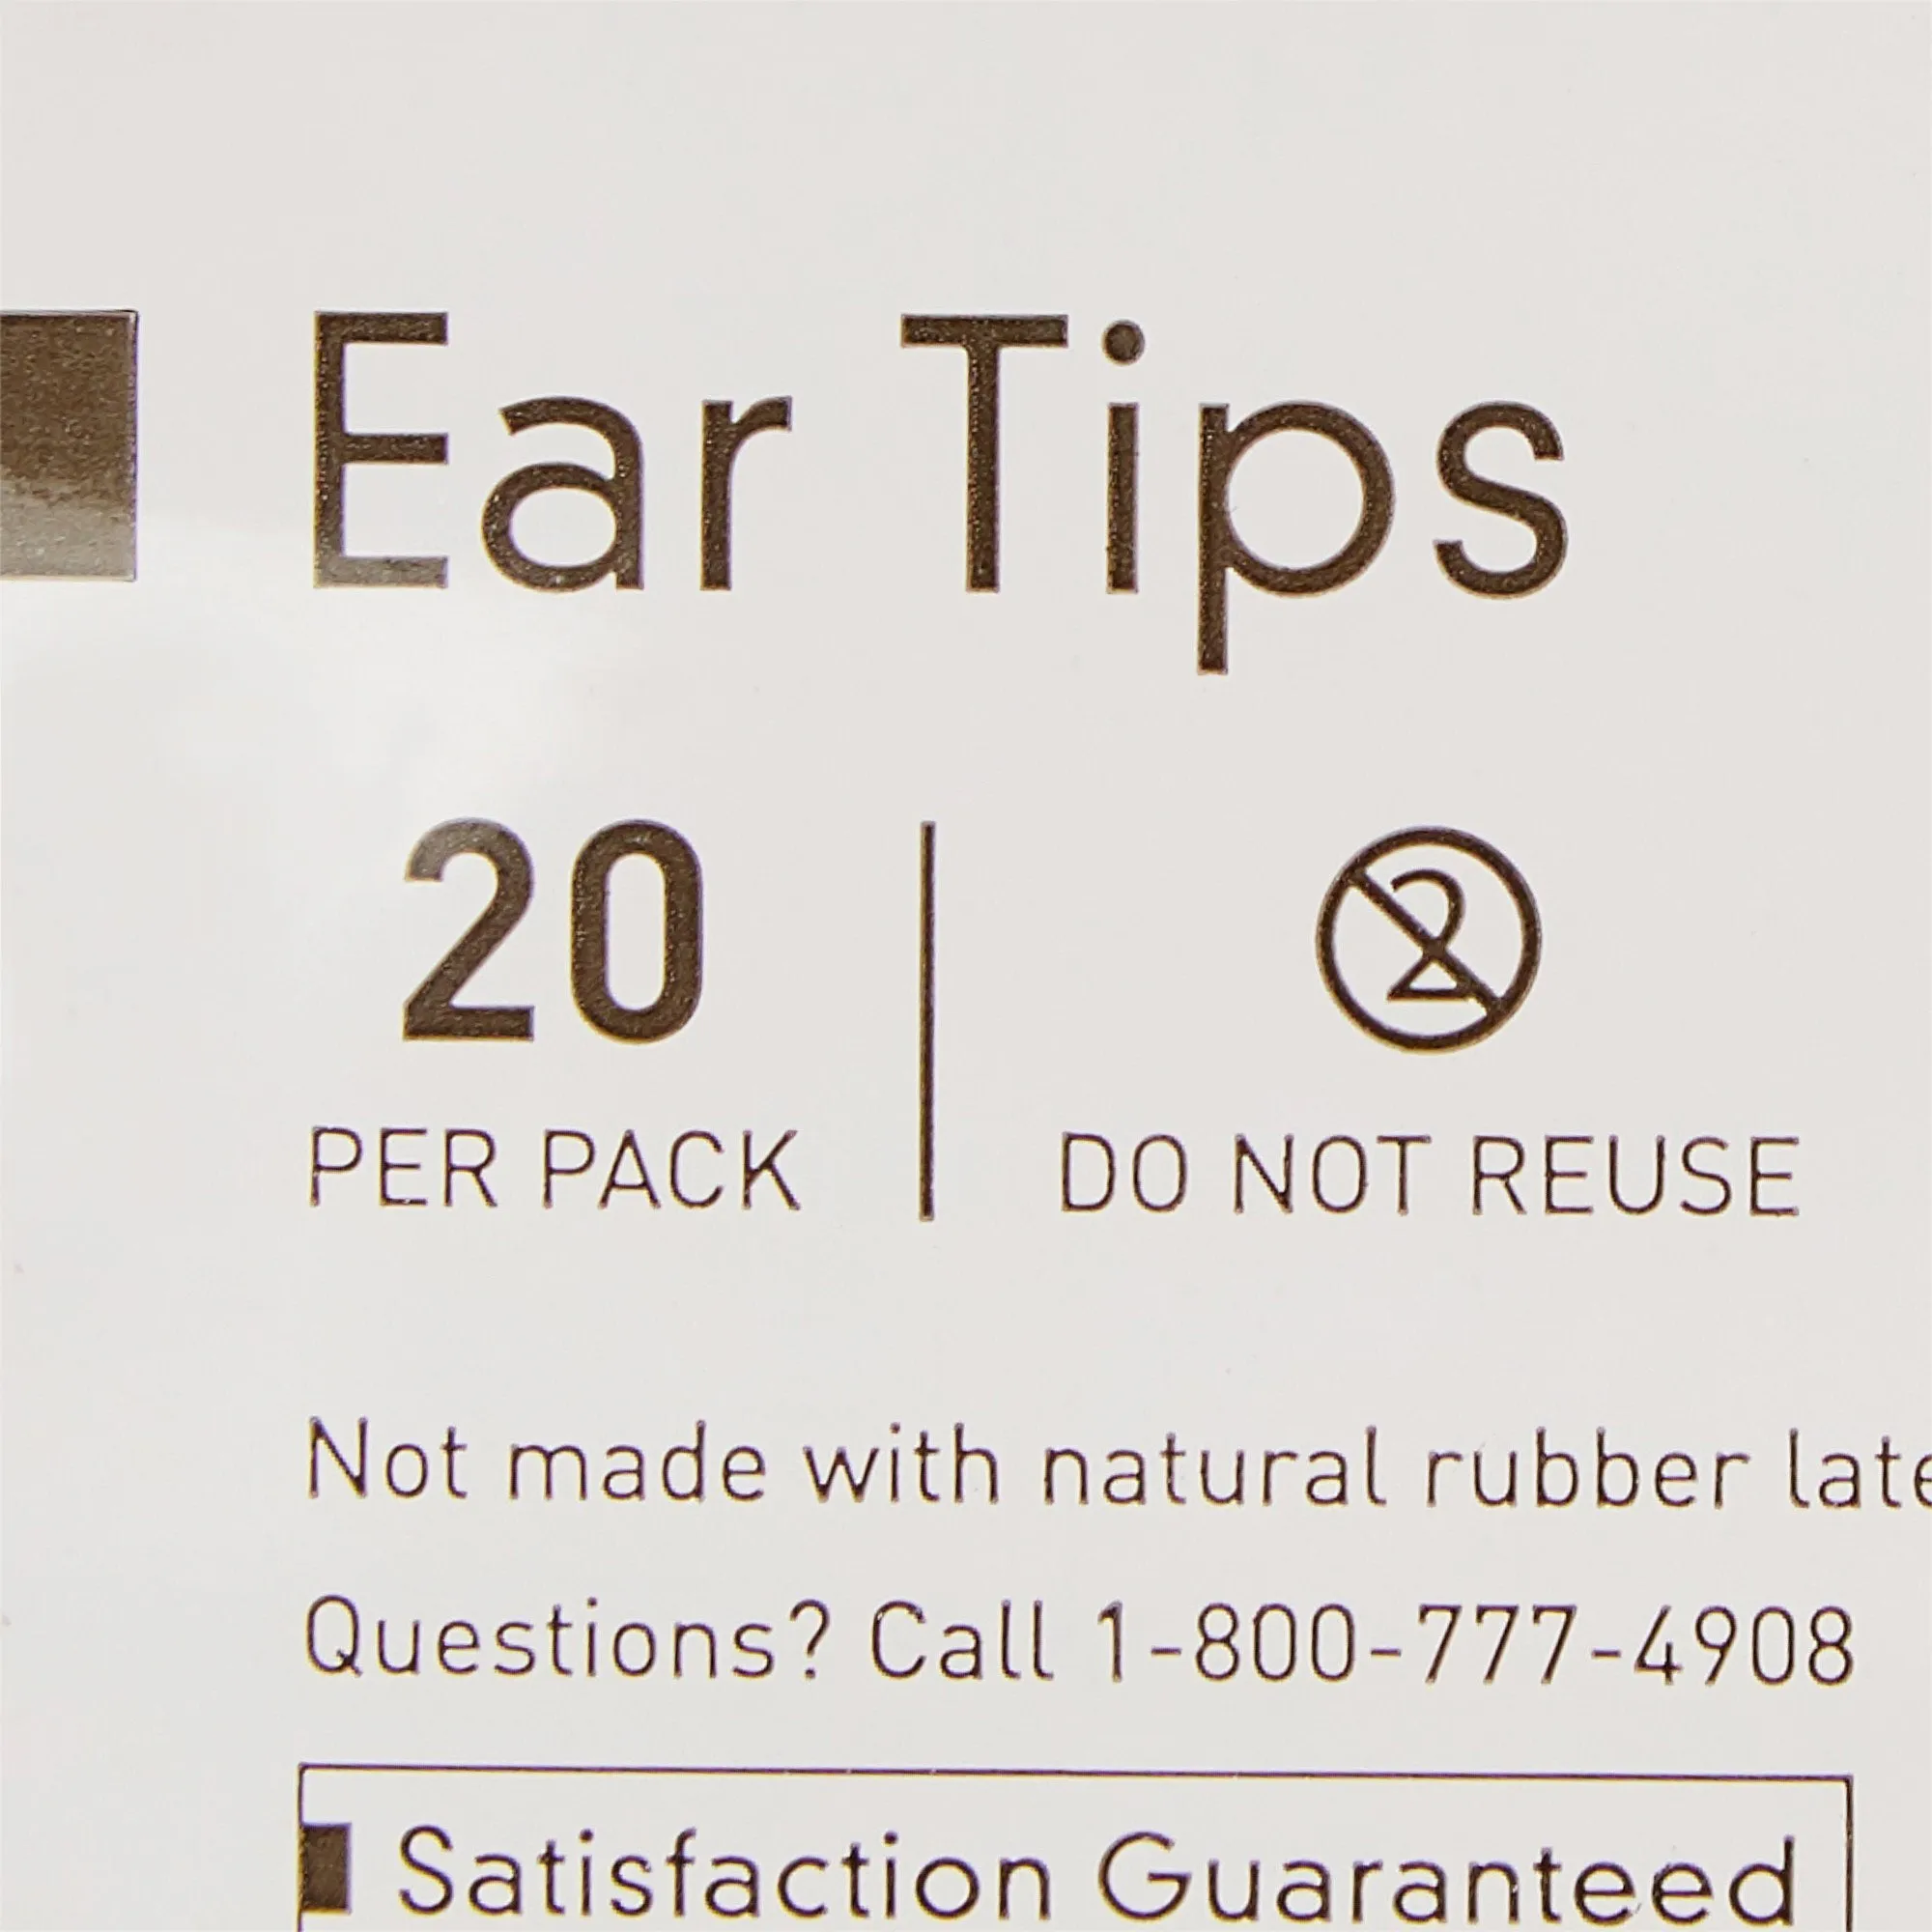 Ear Tips
20
PER PACK
2
DO NOT REUSE
Not made with natural rubber
Questions? Call 1-800-777-4908
Satisfaction Guaranteed